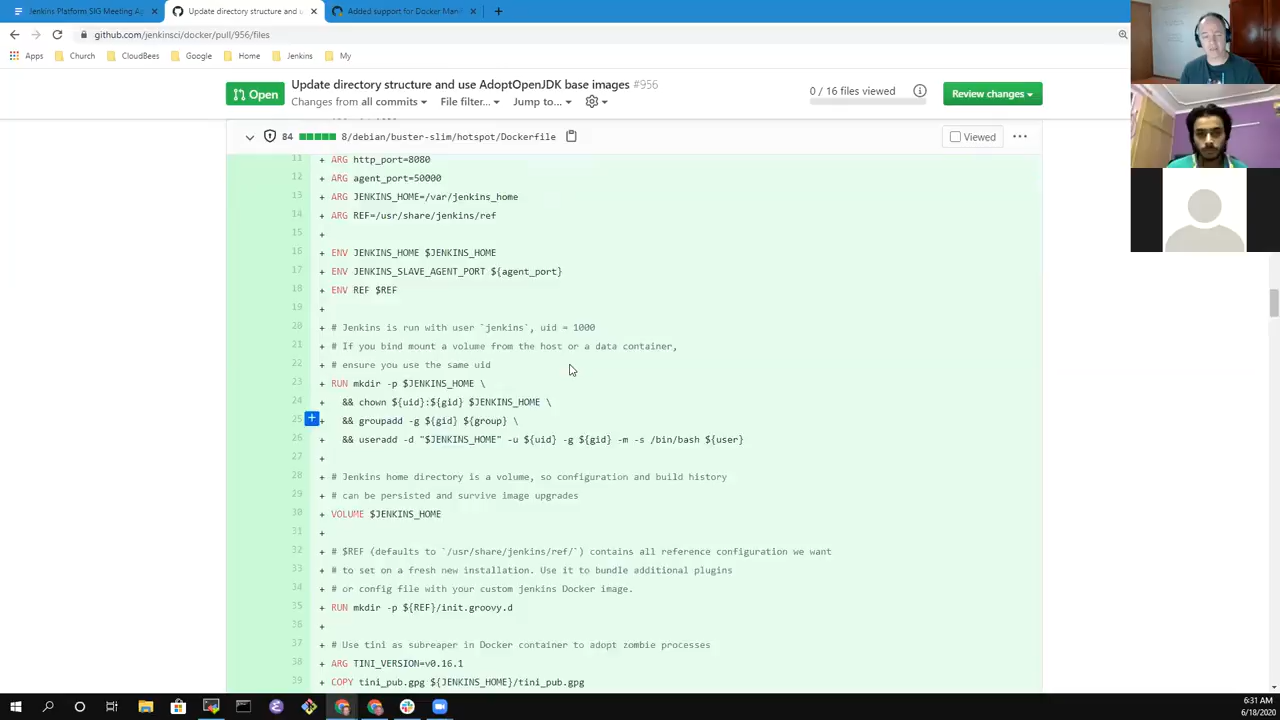 Jenkins Platform SIG Meeting Ag
Update directory structure and u
Added support for Docker Man
github.com/jenkinsci/docker/pull/956/files
Apps
Church
CloudBees
Google
Home
Jenkins
My
Open
Update directory structure and use AdoptOpenJDK base images #956
Changes from all commits
File filter...
Jump to...
0 / 16 files viewed
Review changes
84
8/debian/buster-slim/hotspot/Dockerfile
Viewed
11 + ARG http_port=8080
12 + ARG agent_port=50000
13 + ARG JENKINS_HOME=/var/jenkins_home
14 + ARG REF=/usr/share/jenkins/ref
15 +
16 + ENV JENKINS_HOME $JENKINS_HOME
17 + ENV JENKINS_SLAVE_AGENT_PORT ${agent_port}
18 + ENV REF $REF
19 +
20 + # Jenkins is run with user `jenkins`, uid = 1000
21 + # If you bind mount a volume from the host or a data container,
22 + # ensure you use the same uid
23 + RUN mkdir -p $JENKINS_HOME \
24 + && chown ${uid}:${gid} $JENKINS_HOME \
25 + && groupadd -g ${gid} ${group} \
26 + && useradd -d "$JENKINS_HOME" -u ${uid} -g ${gid} -m -s /bin/bash ${user}
27 +
28 + # Jenkins home directory is a volume, so configuration and build history
29 + # can be persisted and survive image upgrades
30 + VOLUME $JENKINS_HOME
31 +
32 + # $REF (defaults to `/usr/share/jenkins/ref/`) contains all reference configuration we want
33 + # to set on a fresh new installation. Use it to bundle additional plugins
34 + # or config file with your custom jenkins Docker image.
35 + RUN mkdir -p ${REF}/init.groovy.d
36 +
37 + # Use tini as subreaper in Docker container to adopt zombie processes
38 + ARG TINI_VERSION=v0.16.1
39 + COPY tini_pub.gpg ${JENKINS_HOME}/tini_pub.gpg
6:31 AM
6/18/2020